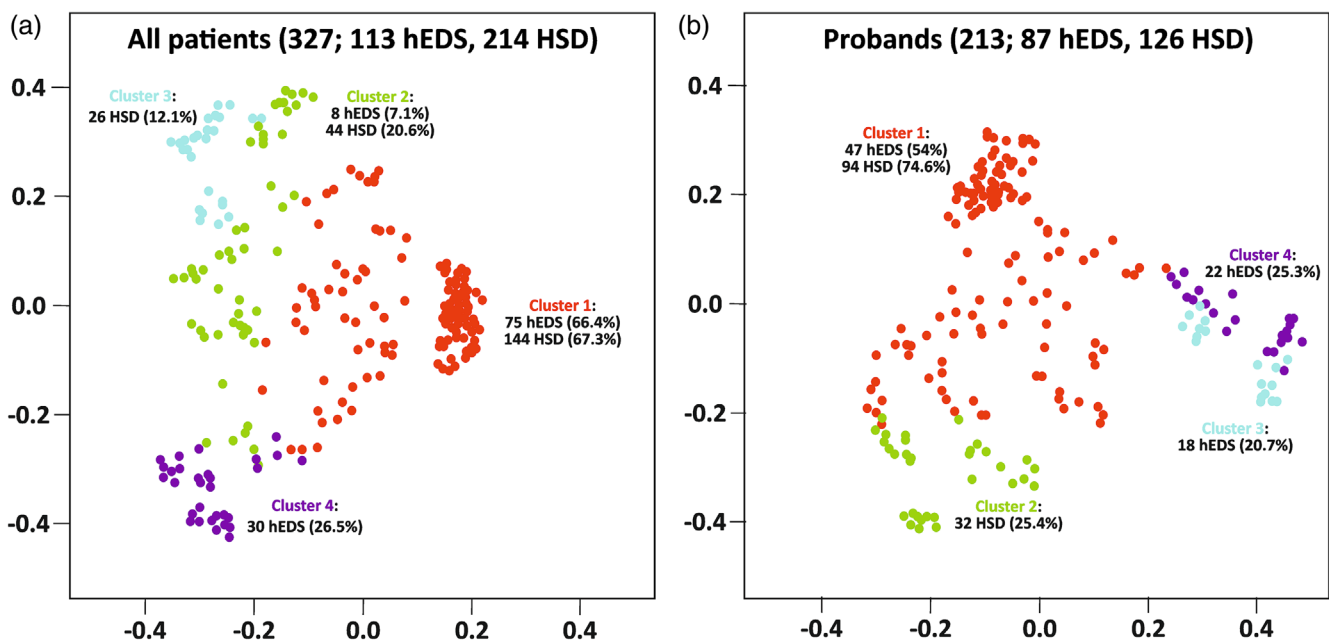 (a)
All patients (327; 113 hEDS, 214 HSD)
Cluster 3:
26 HSD (12.1%)
Cluster 2:
8 hEDS (7.1%)
44 HSD (20.6%)
Cluster 1:
75 hEDS (66.4%)
144 HSD (67.3%)
Cluster 4:
30 hEDS (26.5%)
0.4
0.2
0.0
-0.2
-0.4
-0.4
-0.2
0.0
0.2
0.4
(b)
Probands (213; 87 hEDS, 126 HSD)
Cluster 1:
47 hEDS (54%)
94 HSD (74.6%)
Cluster 4:
22 hEDS (25.3%)
Cluster 3:
18 hEDS (20.7%)
Cluster 2:
32 HSD (25.4%)
0.4
0.2
0.0
-0.2
-0.4
-0.4
-0.2
0.0
0.2
0.4